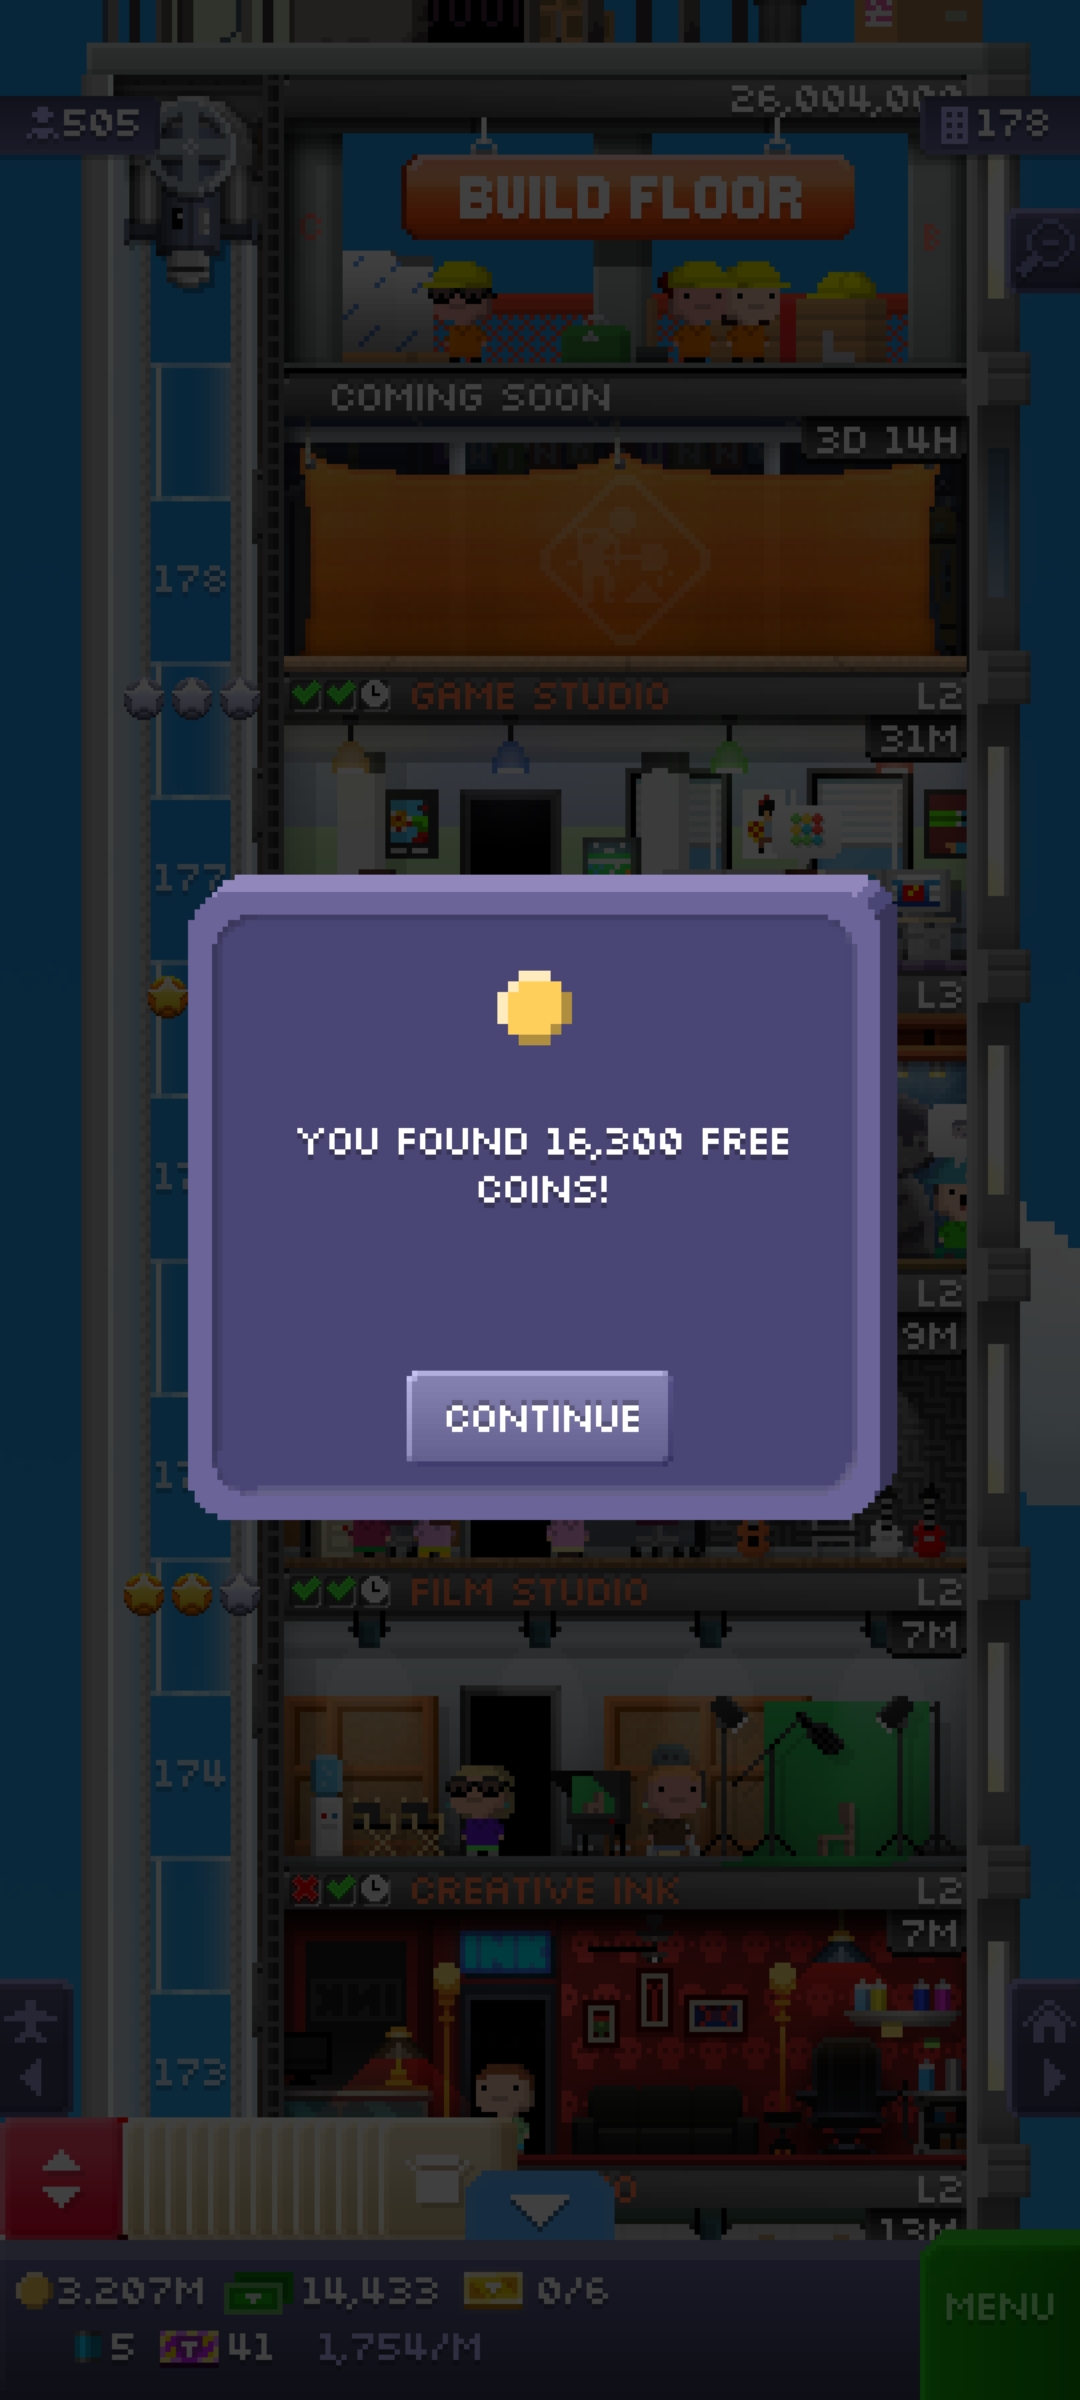 26,004,000
505
178
BUILD FLOOR
C
B
COMING SOON
3D 14H
178
GAME STUDIO
L2
31M
177
L3
L2
9M
FILM STUDIO
L2
7M
174
CREATIVE INK
L2
7M
INK
173
L2
13M
3.207M
14,433
0/6
MENU
5
T
41
1,754/M
YOU FOUND 16,300 FREE
COINS!
CONTINUE